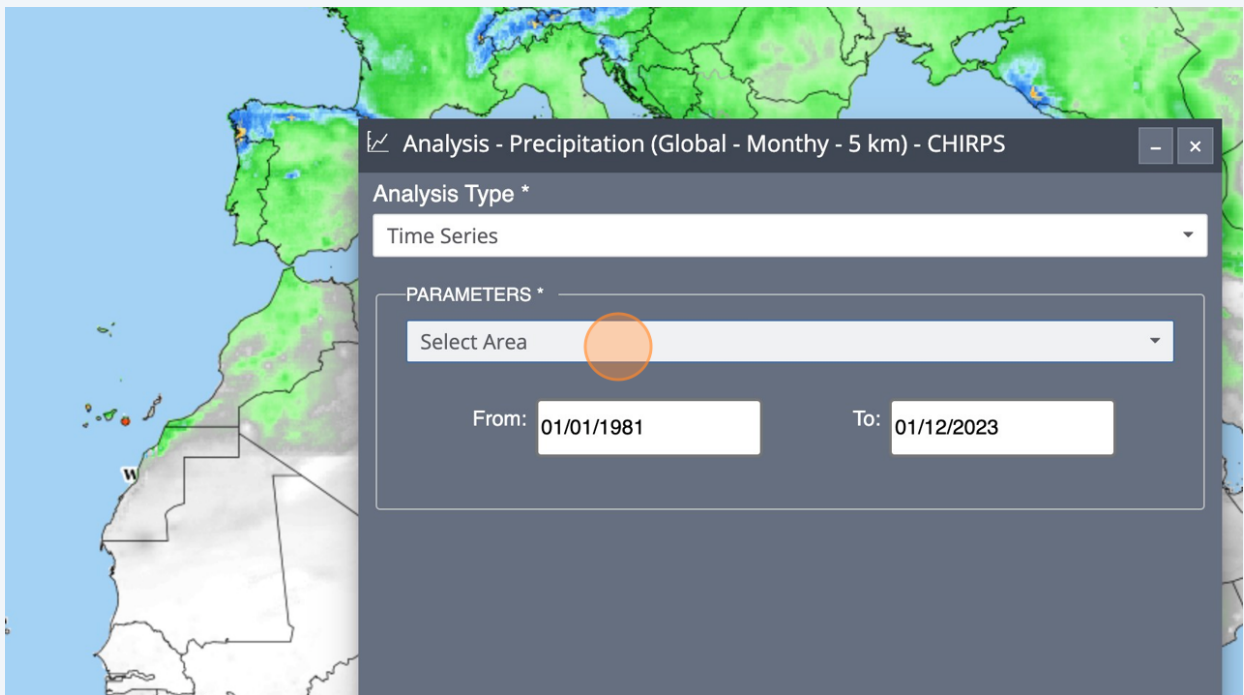 Analysis - Precipitation (Global - Monthy - 5 km) - CHIRPS
Analysis Type *
Time Series
PARAMETERS *
Select Area
From: 01/01/1981 To: 01/12/2023
W